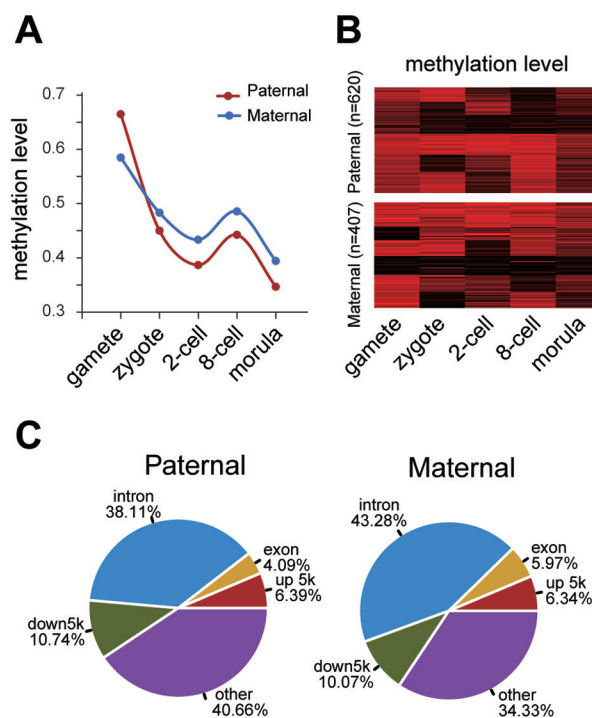 A
B
methylation level
0.7
0.6
0.5
0.4
0.3
methylation level
Paternal
Maternal
gamete
zygote
2-cell
8-cell
morula
Paternal (n=620)
Maternal (n=407)
gamete
zygote
2-cell
8-cell
morula
C
Paternal
intron
38.11%
exon
4.09%
up 5k
6.39%
down5k
10.74%
other
40.66%
Maternal
intron
43.28%
exon
5.97%
up 5k
6.34%
down5k
10.07%
other
34.33%